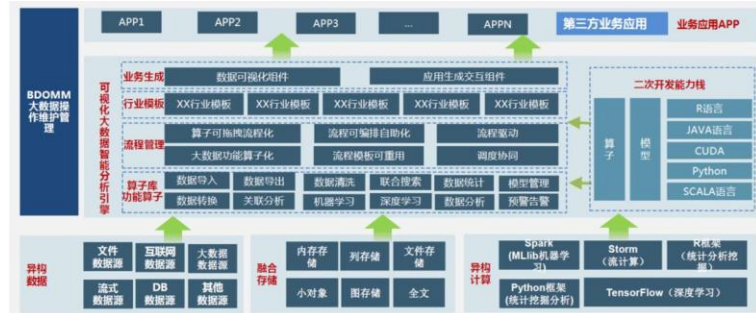 APP1
APP2
APP3
...
APPN
第三方业务应用
业务应用APP
BDOMM
大数据操
作维护管
理
可视化大数据智能分析引擎
业务生成
数据可视化组件
应用生成交互组件
行业模板
XX行业模板
XX行业模板
XX行业模板
XX行业模板
XX行业模板
流程管理
算子可拖拽流程化
流程可编排自助化
流程驱动
大数据功能算子化
流程模板可重用
调度协同
算子库
功能算子
数据导入
数据导出
数据清洗
联合搜索
数据统计
模型管理
数据转换
关联分析
机器学习
深度学习
数据分析
预警告警
二次开发能力栈
算子
模型
R语言
JAVA语言
CUDA
Python
SCALA语言
异构
数据
文件
数据源
互联网
数据源
大数据
数据源
流式
数据源
DB
数据源
其他
数据源
融合
存储
内存存
储
列存储
文件存
储
小对象
图存储
全文
异构
计算
Spark
(MLlib机器学
习)
Storm
(流计算)
R框架
(统计分析挖
掘)
Python框架
(统计挖掘分析)
TensorFlow（深度学习）